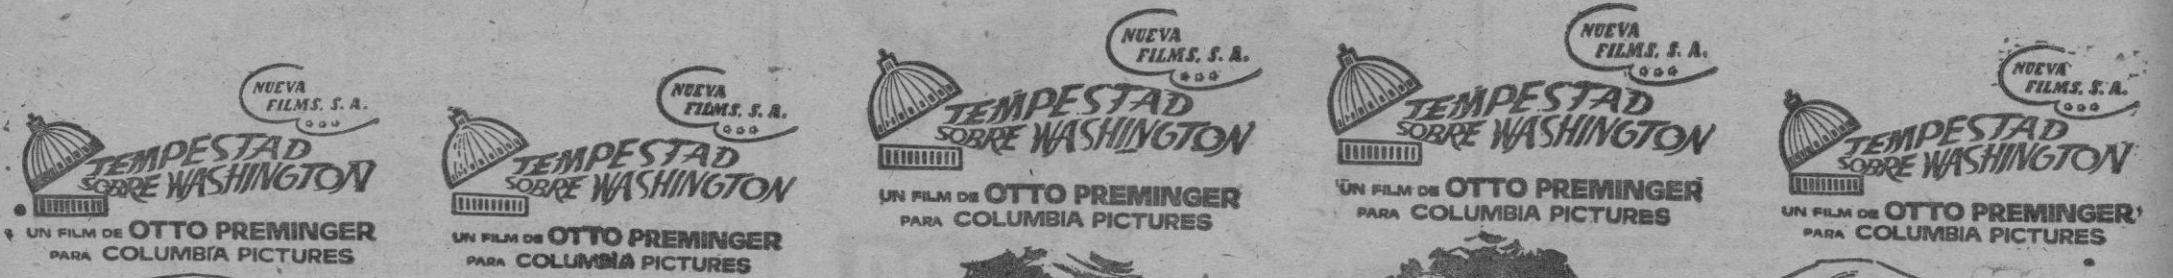 NUEVA
FILMS, S. A.
TEMPESTAD
SOBRE WASHINGTON
UN FILM DE OTTO PREMINGER
PARA COLUMBIA PICTURES
NUEVA
FILMS, S. A.
TEMPESTAD
SOBRE WASHINGTON
UN FILM DE OTTO PREMINGER
PARA COLUMBIA PICTURES
NUEVA
FILMS, S. A.
TEMPESTAD
SOBRE WASHINGTON
UN FILM DE OTTO PREMINGER
PARA COLUMBIA PICTURES
NUEVA
FILMS, S. A.
TEMPESTAD
SOBRE WASHINGTON
UN FILM DE OTTO PREMINGER
PARA COLUMBIA PICTURES
NUEVA
FILMS, S. A.
TEMPESTAD
SOBRE WASHINGTON
UN FILM DE OTTO PREMINGER
PARA COLUMBIA PICTURES